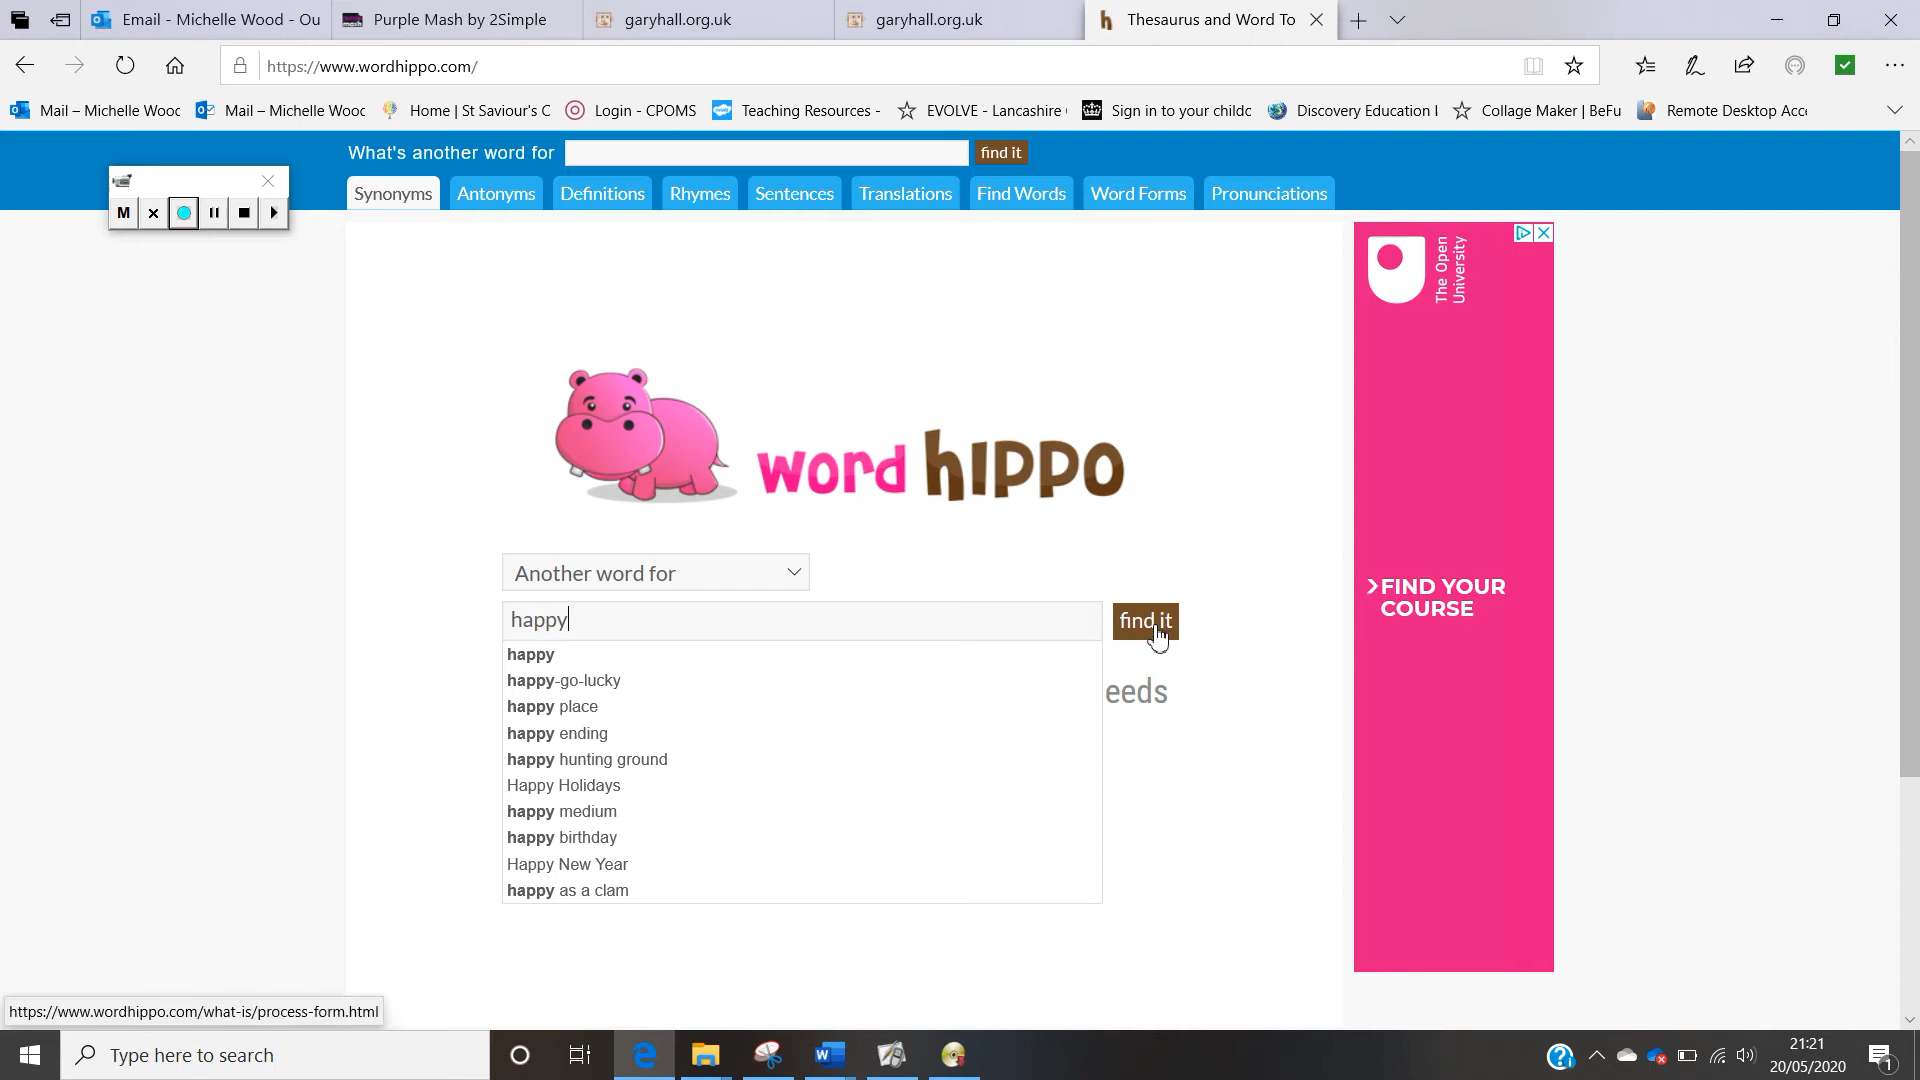 Email - Michelle Wood - Ou
Purple Mash by 2Simple
garyhall.org.uk
garyhall.org.uk
Thesaurus and Word To
https://www.wordhippo.com/
Mail – Michelle Wood
Mail – Michelle Wood
Home | St Saviour's C
Login - CPOMS
Teaching Resources -
EVOLVE - Lancashire
Sign in to your childc
Discovery Education
Collage Maker | BeFu
Remote Desktop Acc
What's another word for
find it
M
Synonyms
Antonyms
Definitions
Rhymes
Sentences
Translations
Find Words
Word Forms
Pronunciations
The Open
University
word hippo
Another word for
happy
find it
happy
happy-go-lucky
happy place
happy ending
happy hunting ground
Happy Holidays
happy medium
happy birthday
Happy New Year
happy as a clam
eeds
FIND YOUR
COURSE
https://www.wordhippo.com/what-is/process-form.html
Type here to search
21:21
20/05/2020
1